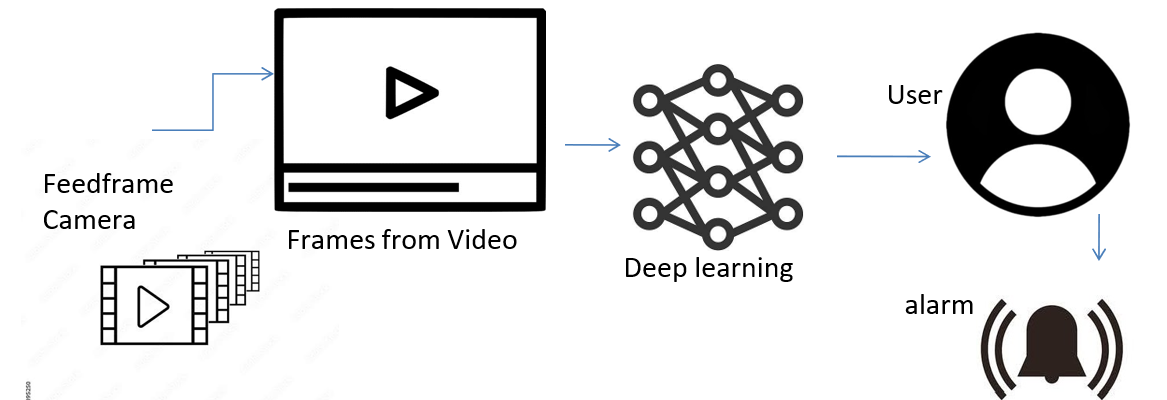 Feedframe
Camera
Frames from Video
Deep learning
User
alarm